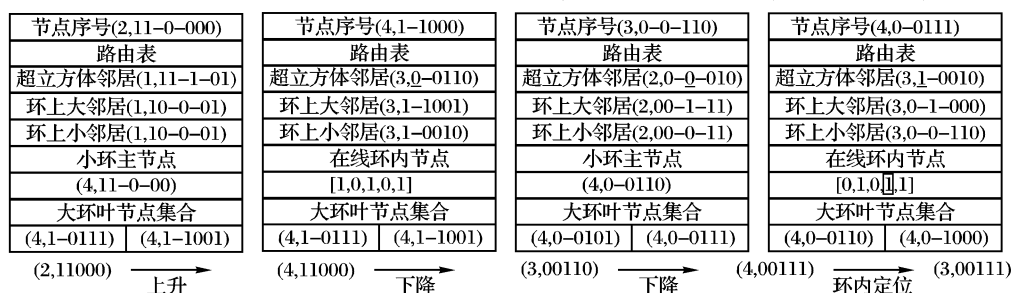 节点序号(2,11-0-000)
路由表
超立方体邻居(1,11-1-01)
环上大邻居(1,10-0-01)
环上小邻居(1,10-0-01)
小环主节点
(4,11-0-00)
大环叶节点集合
(4,1-0111) (4,1-1001)
节点序号(4,1-1000)
路由表
超立方体邻居(3,0-0110)
环上大邻居(3,1-1001)
环上小邻居(3,1-0010)
在线环内节点
[1,0,1,0,1]
大环叶节点集合
(4,1-0111) (4,1-1001)
节点序号(3,0-0-110)
路由表
超立方体邻居(2,0-0-010)
环上大邻居(2,00-1-11)
环上小邻居(2,00-0-11)
小环主节点
(4,0-0110)
大环叶节点集合
(4,0-0101) (4,0-0111)
节点序号(4,0-0111)
路由表
超立方体邻居(3,1-0010)
环上大邻居(3,0-1-000)
环上小邻居(3,0-0-110)
在线环内节点
[0,1,0,1,1]
大环叶节点集合
(4,0-0110) (4,0-1000)
(2,11000) 上升 (4,11000) 下降 (3,00110) 下降 (4,00111) 环内定位 (3,00111)